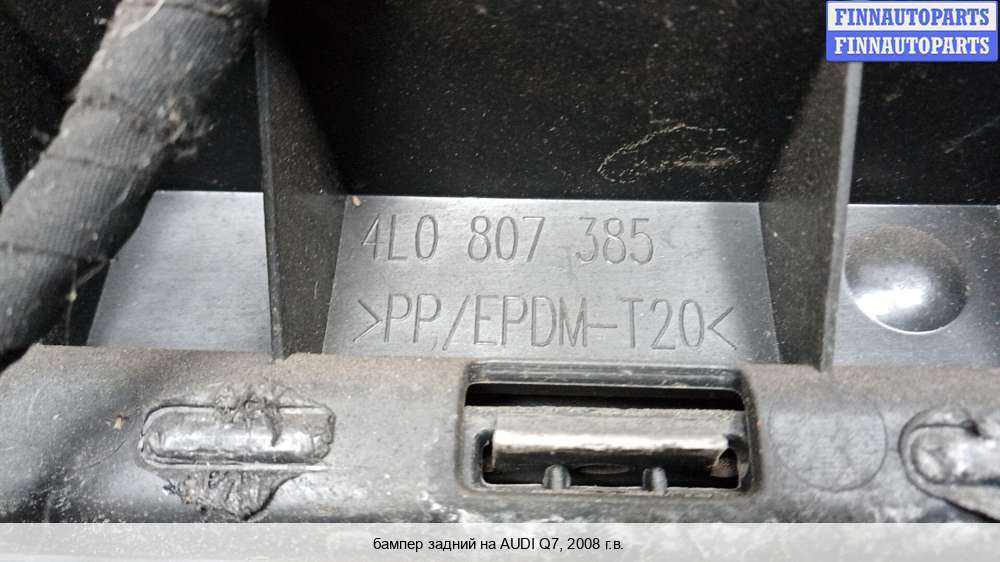 FINNAUTOPARTS
FINNAUTOPARTS
4L0 807 385
>PP,/EPDM-T20<
бампер задний на AUDI Q7, 2008 г.в.